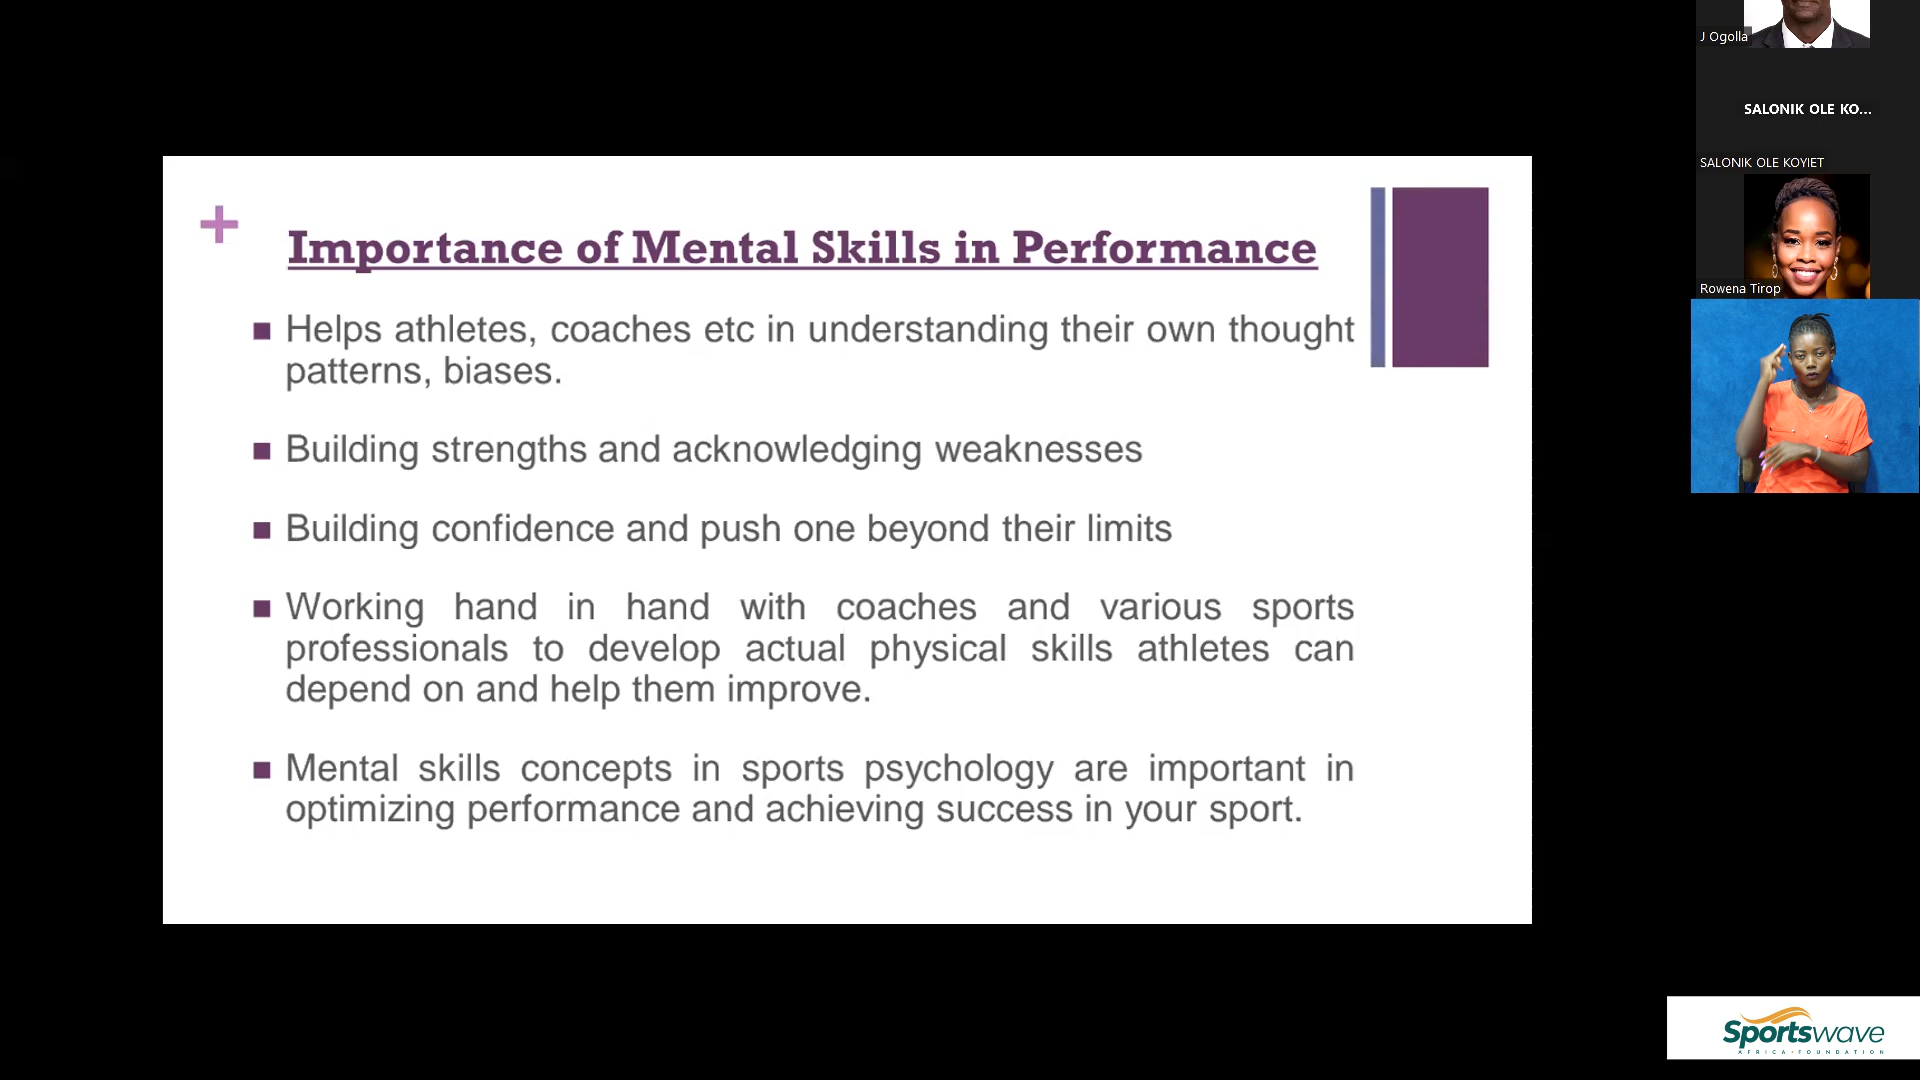 Importance of Mental Skills in Performance
Helps athletes, coaches etc in understanding their own thought
patterns, biases.
Building strengths and acknowledging weaknesses
Building confidence and push one beyond their limits
Working hand in hand with coaches and various sports
professionals to develop actual physical skills athletes can
depend on and help them improve.
Mental skills concepts in sports psychology are important in
optimizing performance and achieving success in your sport.
J Ogolla
SALONIK OLE KO...
SALONIK OLE KOYIET
Rowena Tirop
Sportswave
AFRICA • FOUNDATION